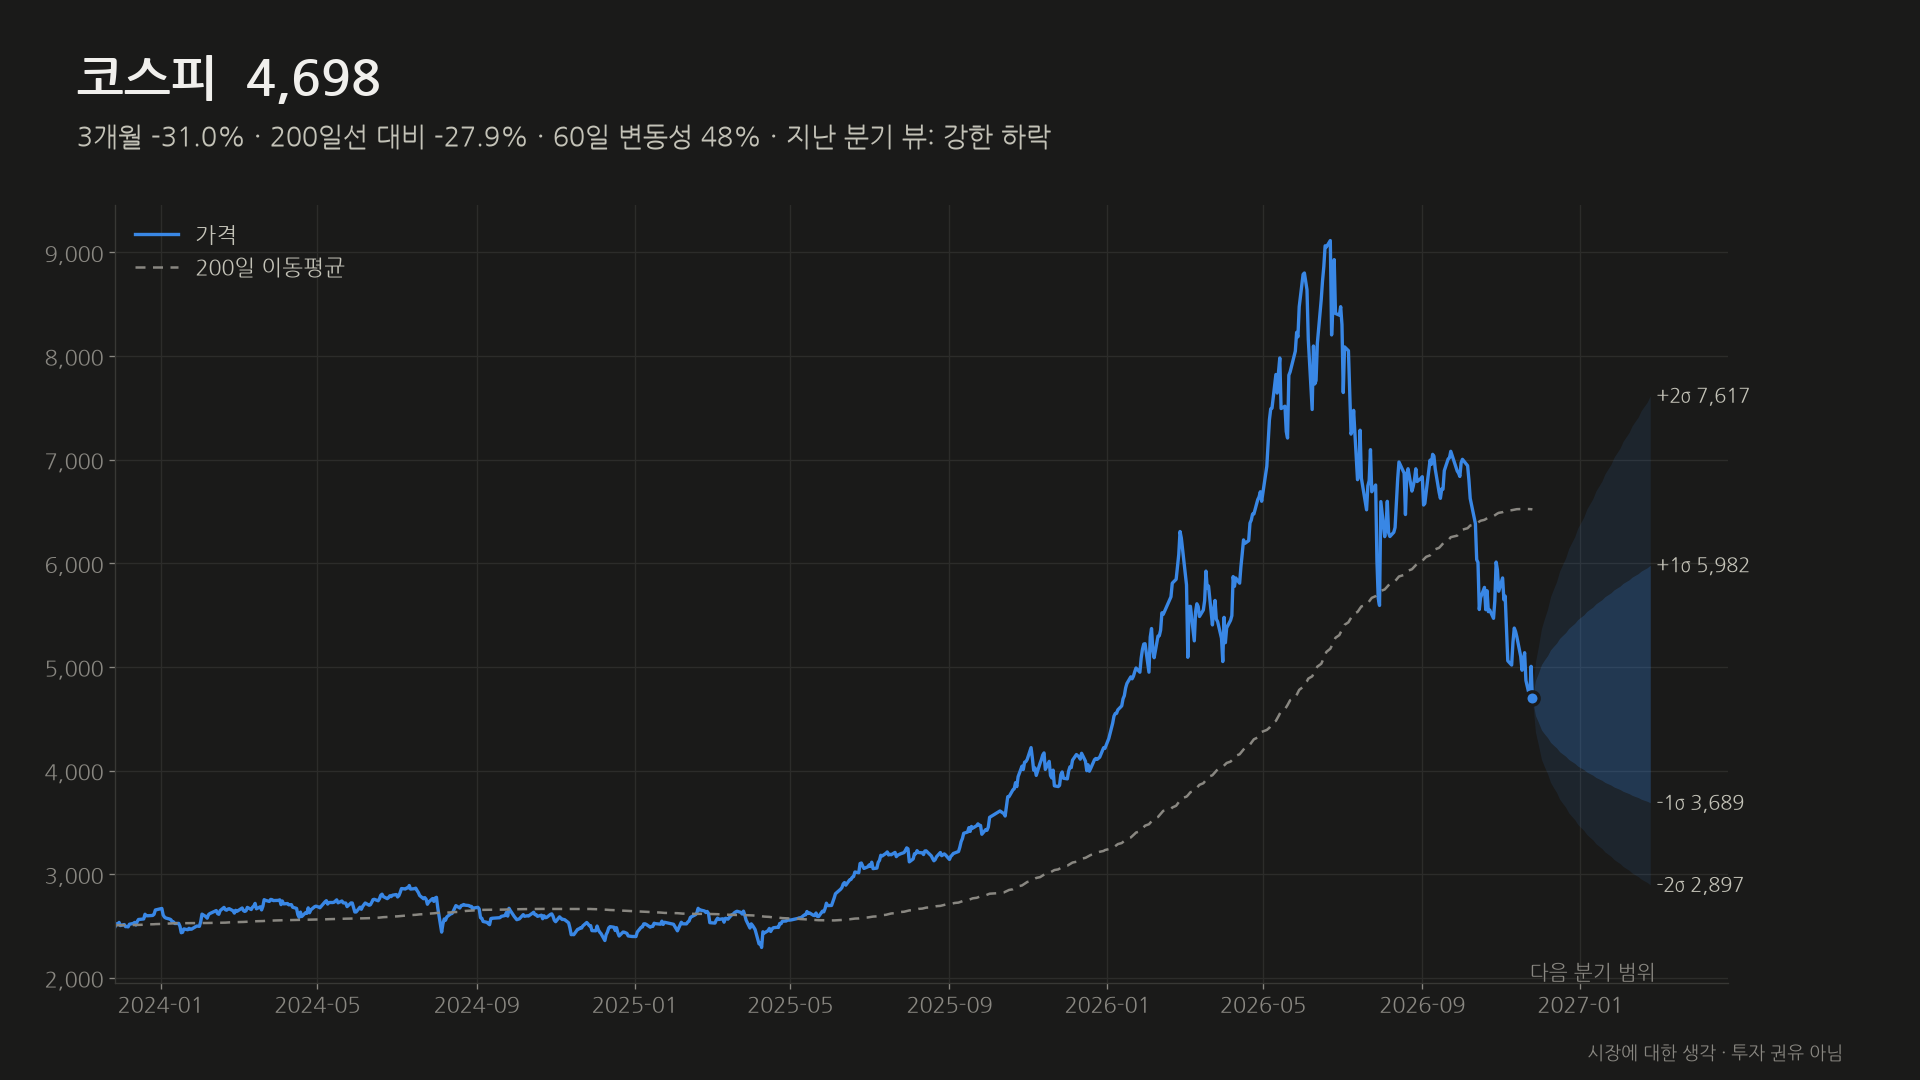 코스피 4,698
3개월 -31.0% · 200일선 대비 -27.9% · 60일 변동성 48% · 지난 분기 뷰: 강한 하락
가격
200일 이동평균
9,000
8,000
7,000
6,000
5,000
4,000
3,000
2,000
+2σ 7,617
+1σ 5,982
-1σ 3,689
-2σ 2,897
다음 분기 범위
2024-01 2024-05 2024-09 2025-01 2025-05 2025-09 2026-01 2026-05 2026-09 2027-01
시장에 대한 생각 · 투자 권유 아님